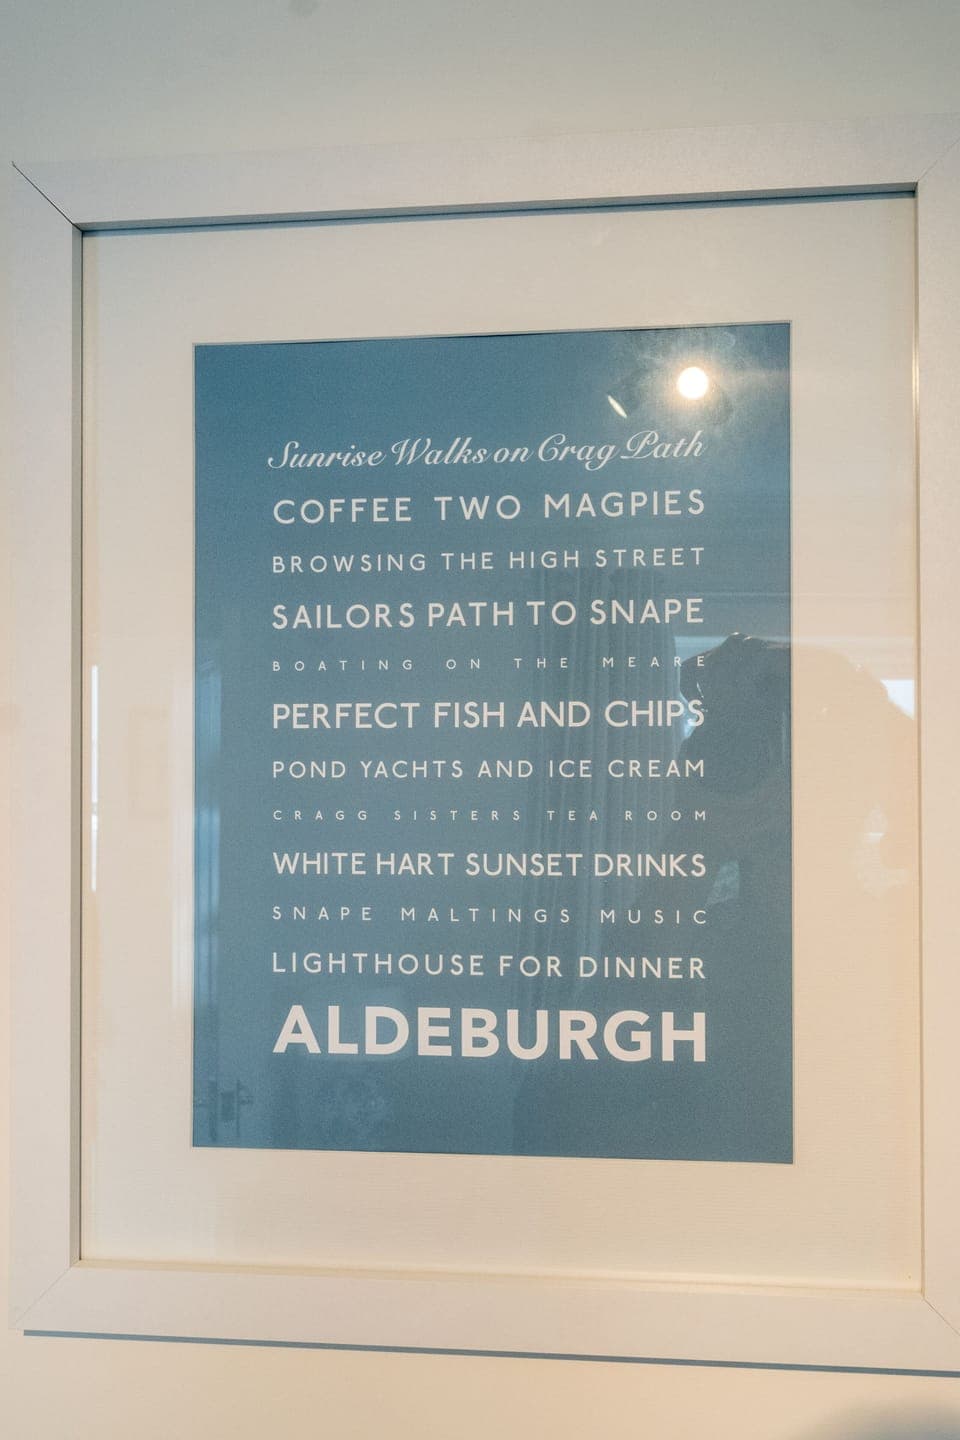 Sunrise Walks on Crag Path
COFFEE TWO MAGPIES
BROWSING THE HIGH STREET
SAILORS PATH TO SNAPE
BOATING ON THE MEARE
PERFECT FISH AND CHIPS
POND YACHTS AND ICE CREAM
CRAGG SISTERS TEA ROOM
WHITE HART SUNSET DRINKS
SNAPE MALTINGS MUSIC
LIGHTHOUSE FOR DINNER
ALDEBURGH